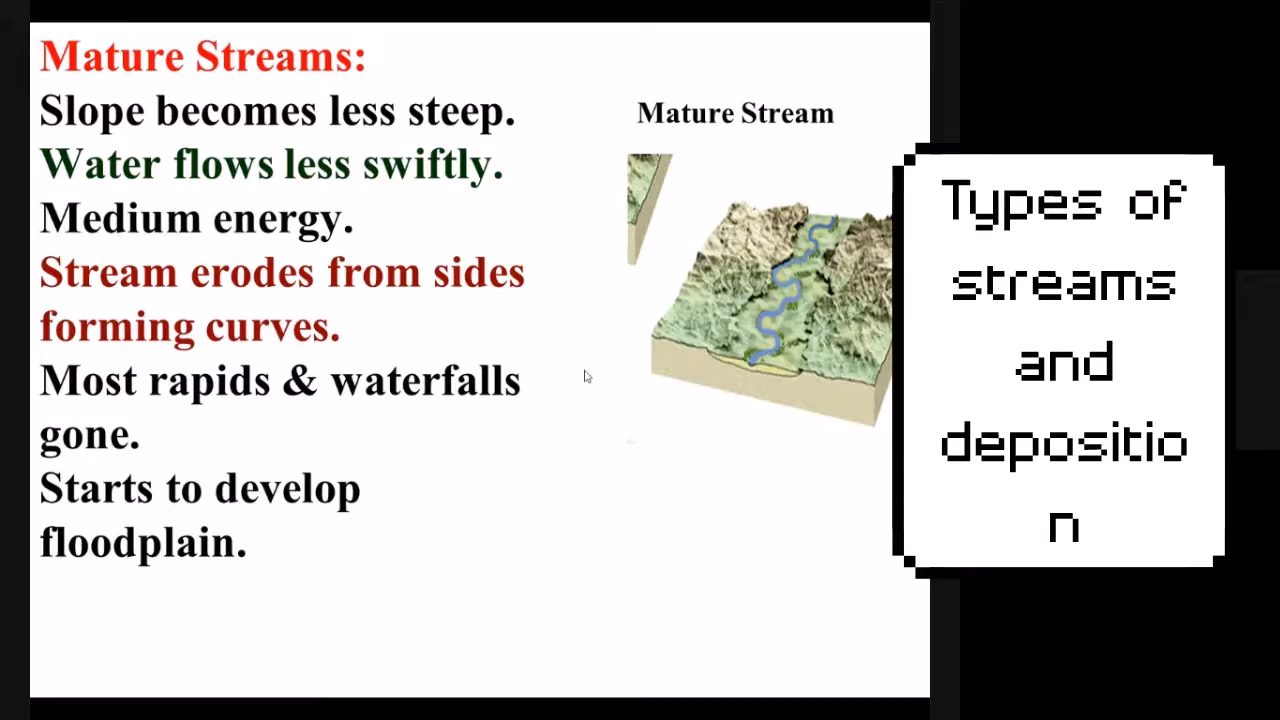 Mature Streams:
Slope becomes less steep.
Water flows less swiftly.
Medium energy.
Stream erodes from sides
forming curves.
Most rapids & waterfalls
gone.
Starts to develop
floodplain.
Mature Stream
Types of
streams
and
depositio
n